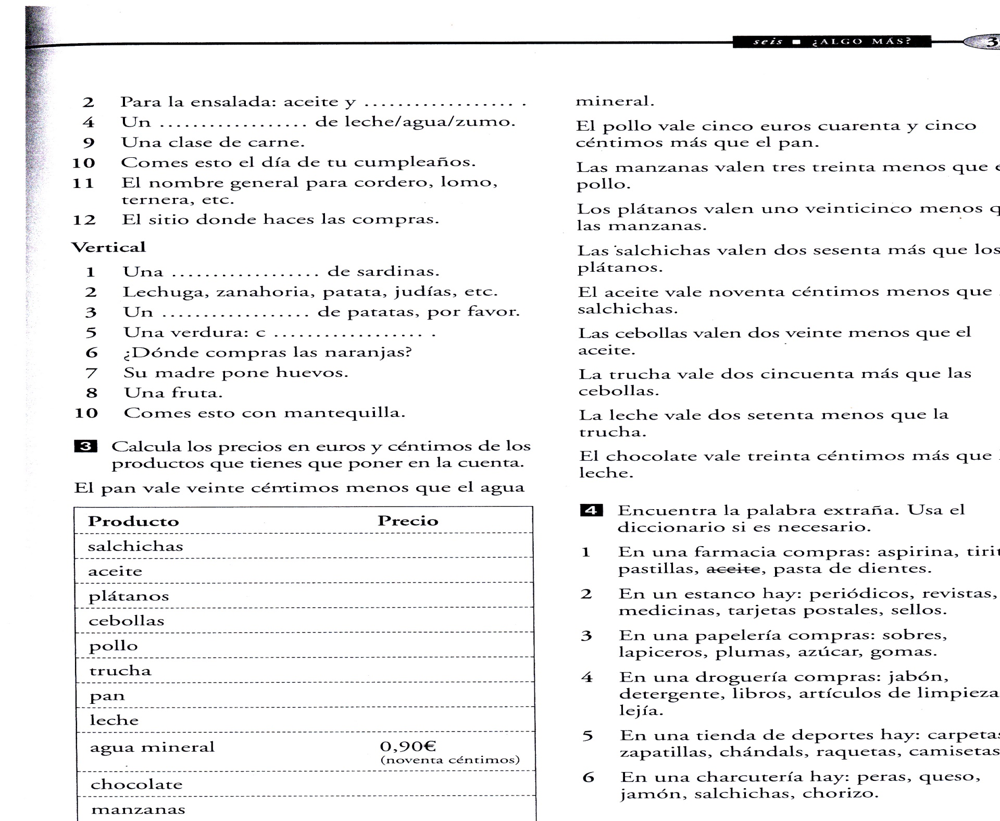 seis ■ ¿ALGO MÁS?
2 Para la ensalada: aceite y .................. .
4 Un .................. de leche/agua/zumo.
9 Una clase de carne.
10 Comes esto el día de tu cumpleaños.
11 El nombre general para cordero, lomo,
ternera, etc.
12 El sitio donde haces las compras.
Vertical
1 Una .................. de sardinas.
2 Lechuga, zanahoria, patata, judías, etc.
3 Un .................. de patatas, por favor.
5 Una verdura: c .................. .
6 ¿Dónde compras las naranjas?
7 Su madre pone huevos.
8 Una fruta.
10 Comes esto con mantequilla.
3 Calcula los precios en euros y céntimos de los
productos que tienes que poner en la cuenta.
El pan vale veinte céntimos menos que el agua
Producto Precio
salchichas
aceite
plátanos
cebollas
pollo
trucha
pan
leche
agua mineral 0,90€
(noventa céntimos)
chocolate
manzanas
mineral.
El pollo vale cinco euros cuarenta y cinco
céntimos más que el pan.
Las manzanas valen tres treinta menos que
pollo.
Los plátanos valen uno veinticinco menos
las manzanas.
Las salchichas valen dos sesenta más que los
plátanos.
El aceite vale noventa céntimos menos que
salchichas.
Las cebollas valen dos veinte menos que el
aceite.
La trucha vale dos cincuenta más que las
cebollas.
La leche vale dos setenta menos que la
trucha.
El chocolate vale treinta céntimos más que
leche.
4 Encuentra la palabra extraña. Usa el
diccionario si es necesario.
1 En una farmacia compras: aspirina,
pastillas, aceite, pasta de dientes.
2 En un estanco hay: periódicos, revistas,
medicinas, tarjetas postales, sellos.
3 En una papelería compras: sobres,
lapiceros, plumas, azúcar, gomas.
4 En una droguería compras: jabón,
detergente, libros, artículos de limpieza
lejía.
5 En una tienda de deportes hay: carpetas
zapatillas, chándals, raquetas, camisetas
6 En una charcutería hay: peras, queso,
jamón, salchichas, chorizo.